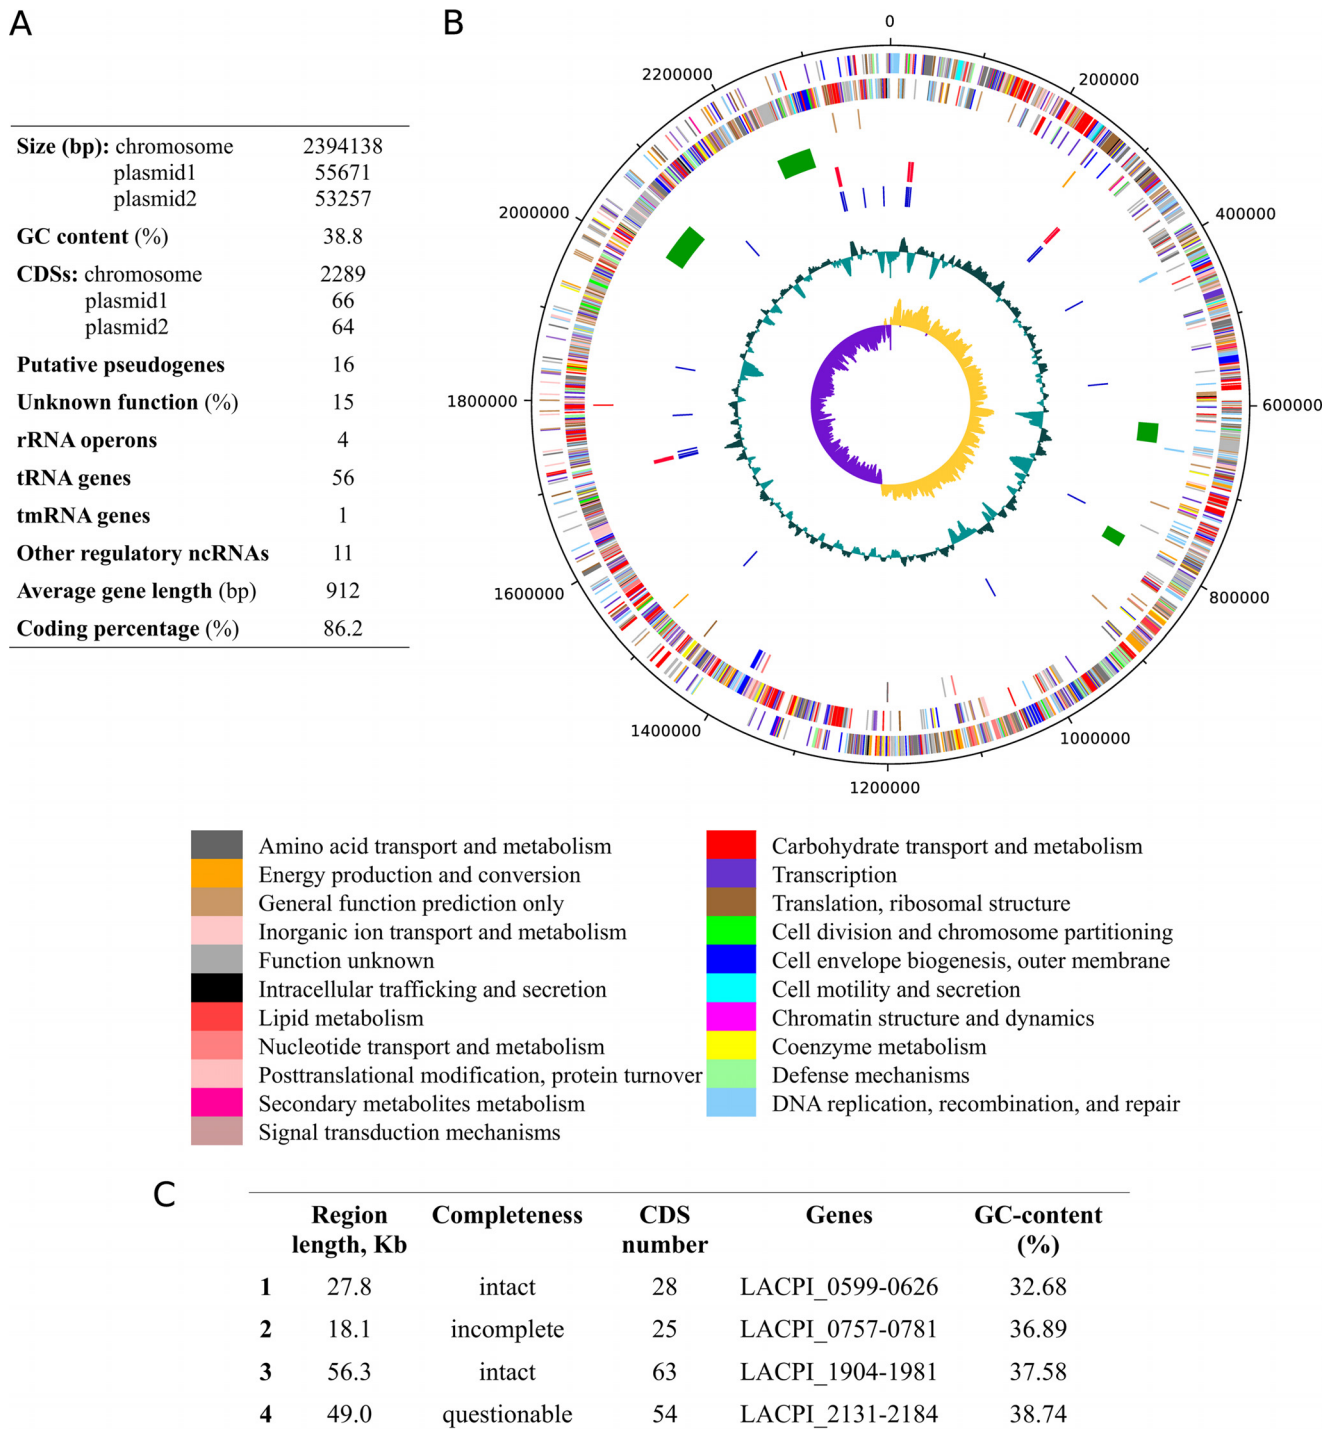 A
Size (bp): chromosome 2394138
plasmid1 55671
plasmid2 53257
GC content (%) 38.8
CDSs: chromosome 2289
plasmid1 66
plasmid2 64
Putative pseudogenes 16
Unknown function (%) 15
rRNA operons 4
tRNA genes 56
tmRNA genes 1
Other regulatory ncRNAs 11
Average gene length (bp) 912
Coding percentage (%) 86.2
B
0
200000
400000
600000
800000
1000000
1200000
1400000
1600000
1800000
2000000
2200000
Amino acid transport and metabolism
Energy production and conversion
General function prediction only
Inorganic ion transport and metabolism
Function unknown
Intracellular trafficking and secretion
Lipid metabolism
Nucleotide transport and metabolism
Posttranslational modification, protein turnover
Secondary metabolites metabolism
Signal transduction mechanisms
Carbohydrate transport and metabolism
Transcription
Translation, ribosomal structure
Cell division and chromosome partitioning
Cell envelope biogenesis, outer membrane
Cell motility and secretion
Chromatin structure and dynamics
Coenzyme metabolism
Defense mechanisms
DNA replication, recombination, and repair
C
Region Completeness CDS Genes GC-content
length, Kb number (%)
1 27.8 intact 28 LACPI_0599-0626 32.68
2 18.1 incomplete 25 LACPI_0757-0781 36.89
3 56.3 intact 63 LACPI_1904-1981 37.58
4 49.0 questionable 54 LACPI_2131-2184 38.74